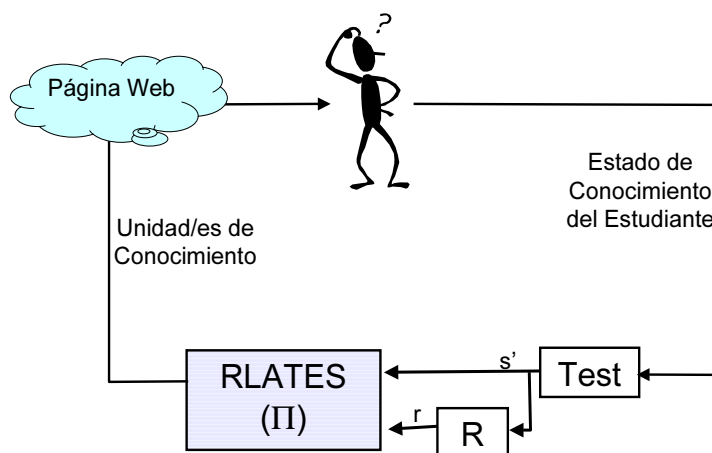 ?
Página Web
Estado de
Conocimiento
del Estudiante
Unidad/es de
Conocimiento
RLATES
(Π)
s’
Test
r
R